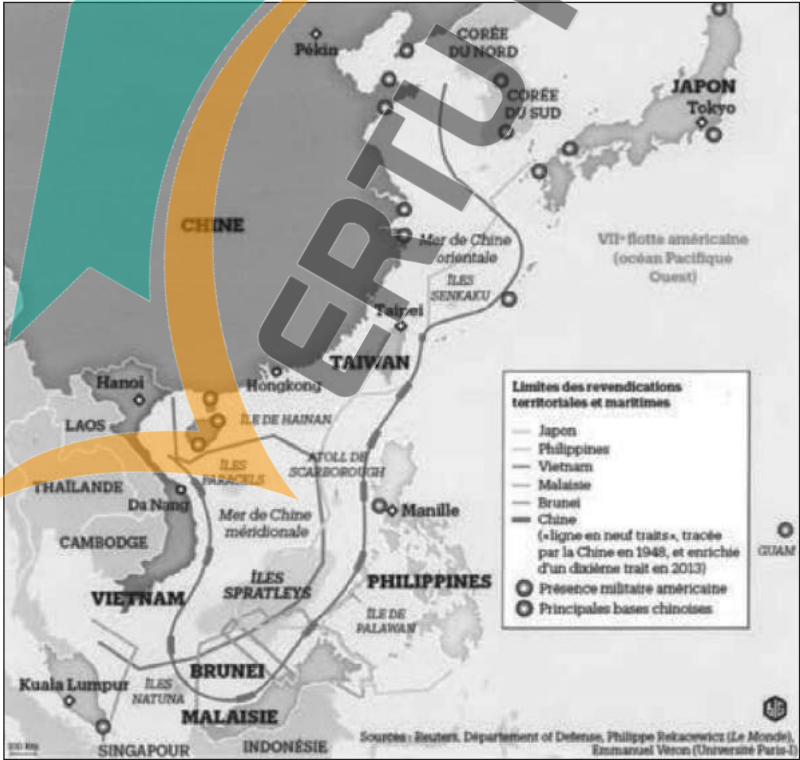 CORÉE
DU NORD
Pékin
CORÉE
DU SUD
JAPON
Tokyo
CHINE
Mer de Chine
orientale
VIIe flotte américaine
(océan Pacifique
Ouest)
ÎLES
SENKAKU
Taipei
TAIWAN
Hanoi
Hongkong
LAOS
ÎLE DE HAINAN
ATOLL DE
SCARBOROUGH
ÎLES
PARACELS
THAÏLANDE
Da Nang
Mer de Chine
méridionale
Manille
CAMBODGE
GUAM
ÎLES
SPRATLEYS
PHILIPPINES
VIETNAM
ÎLE DE
PALAWAN
BRUNEI
Kuala Lumpur
ÎLES
NATUNA
MALAISIE
SINGAPOUR
INDONÉSIE
Limites des revendications
territoriales et maritimes
Japon
Philippines
Vietnam
Malaisie
Brunei
Chine
(«ligne en neuf traits», tracée
par la Chine en 1948, et enrichie
d'un dixième trait en 2013)
Présence militaire américaine
Principales bases chinoises
Sources : Reuters, Département of Defense, Philippe Rekacewicz (Le Monde),
Emmanuel Véron (Université Paris-I)
ERTU